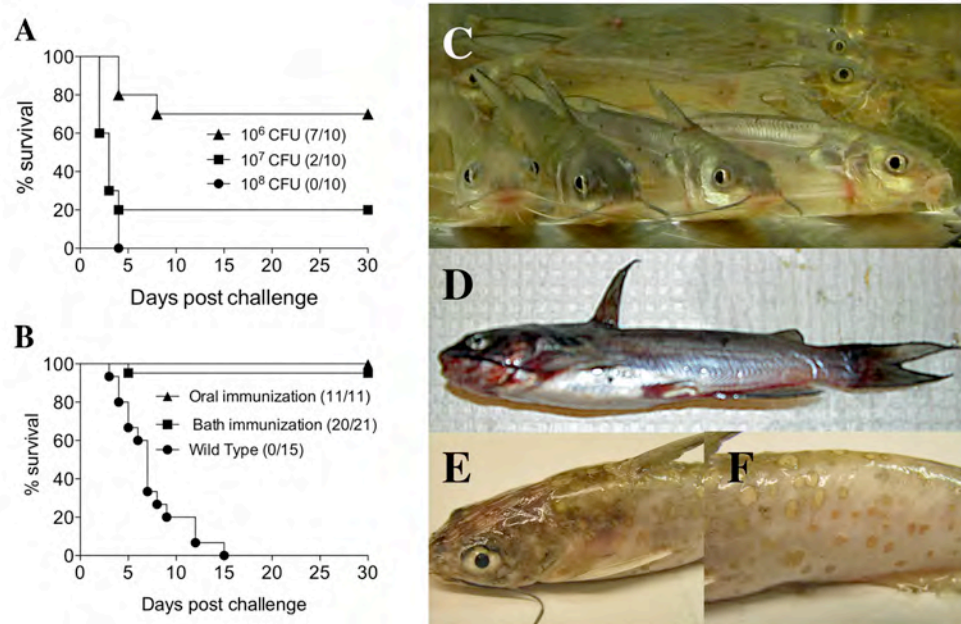 A
100
80
60
40
20
0
% survival
10⁶ CFU (7/10)
10⁷ CFU (2/10)
10⁸ CFU (0/10)
0 5 10 15 20 25 30
Days post challenge
B
100
80
60
40
20
0
% survival
Oral immunization (11/11)
Bath immunization (20/21)
Wild Type (0/15)
0 5 10 15 20 25 30
Days post challenge
C
D
E
F